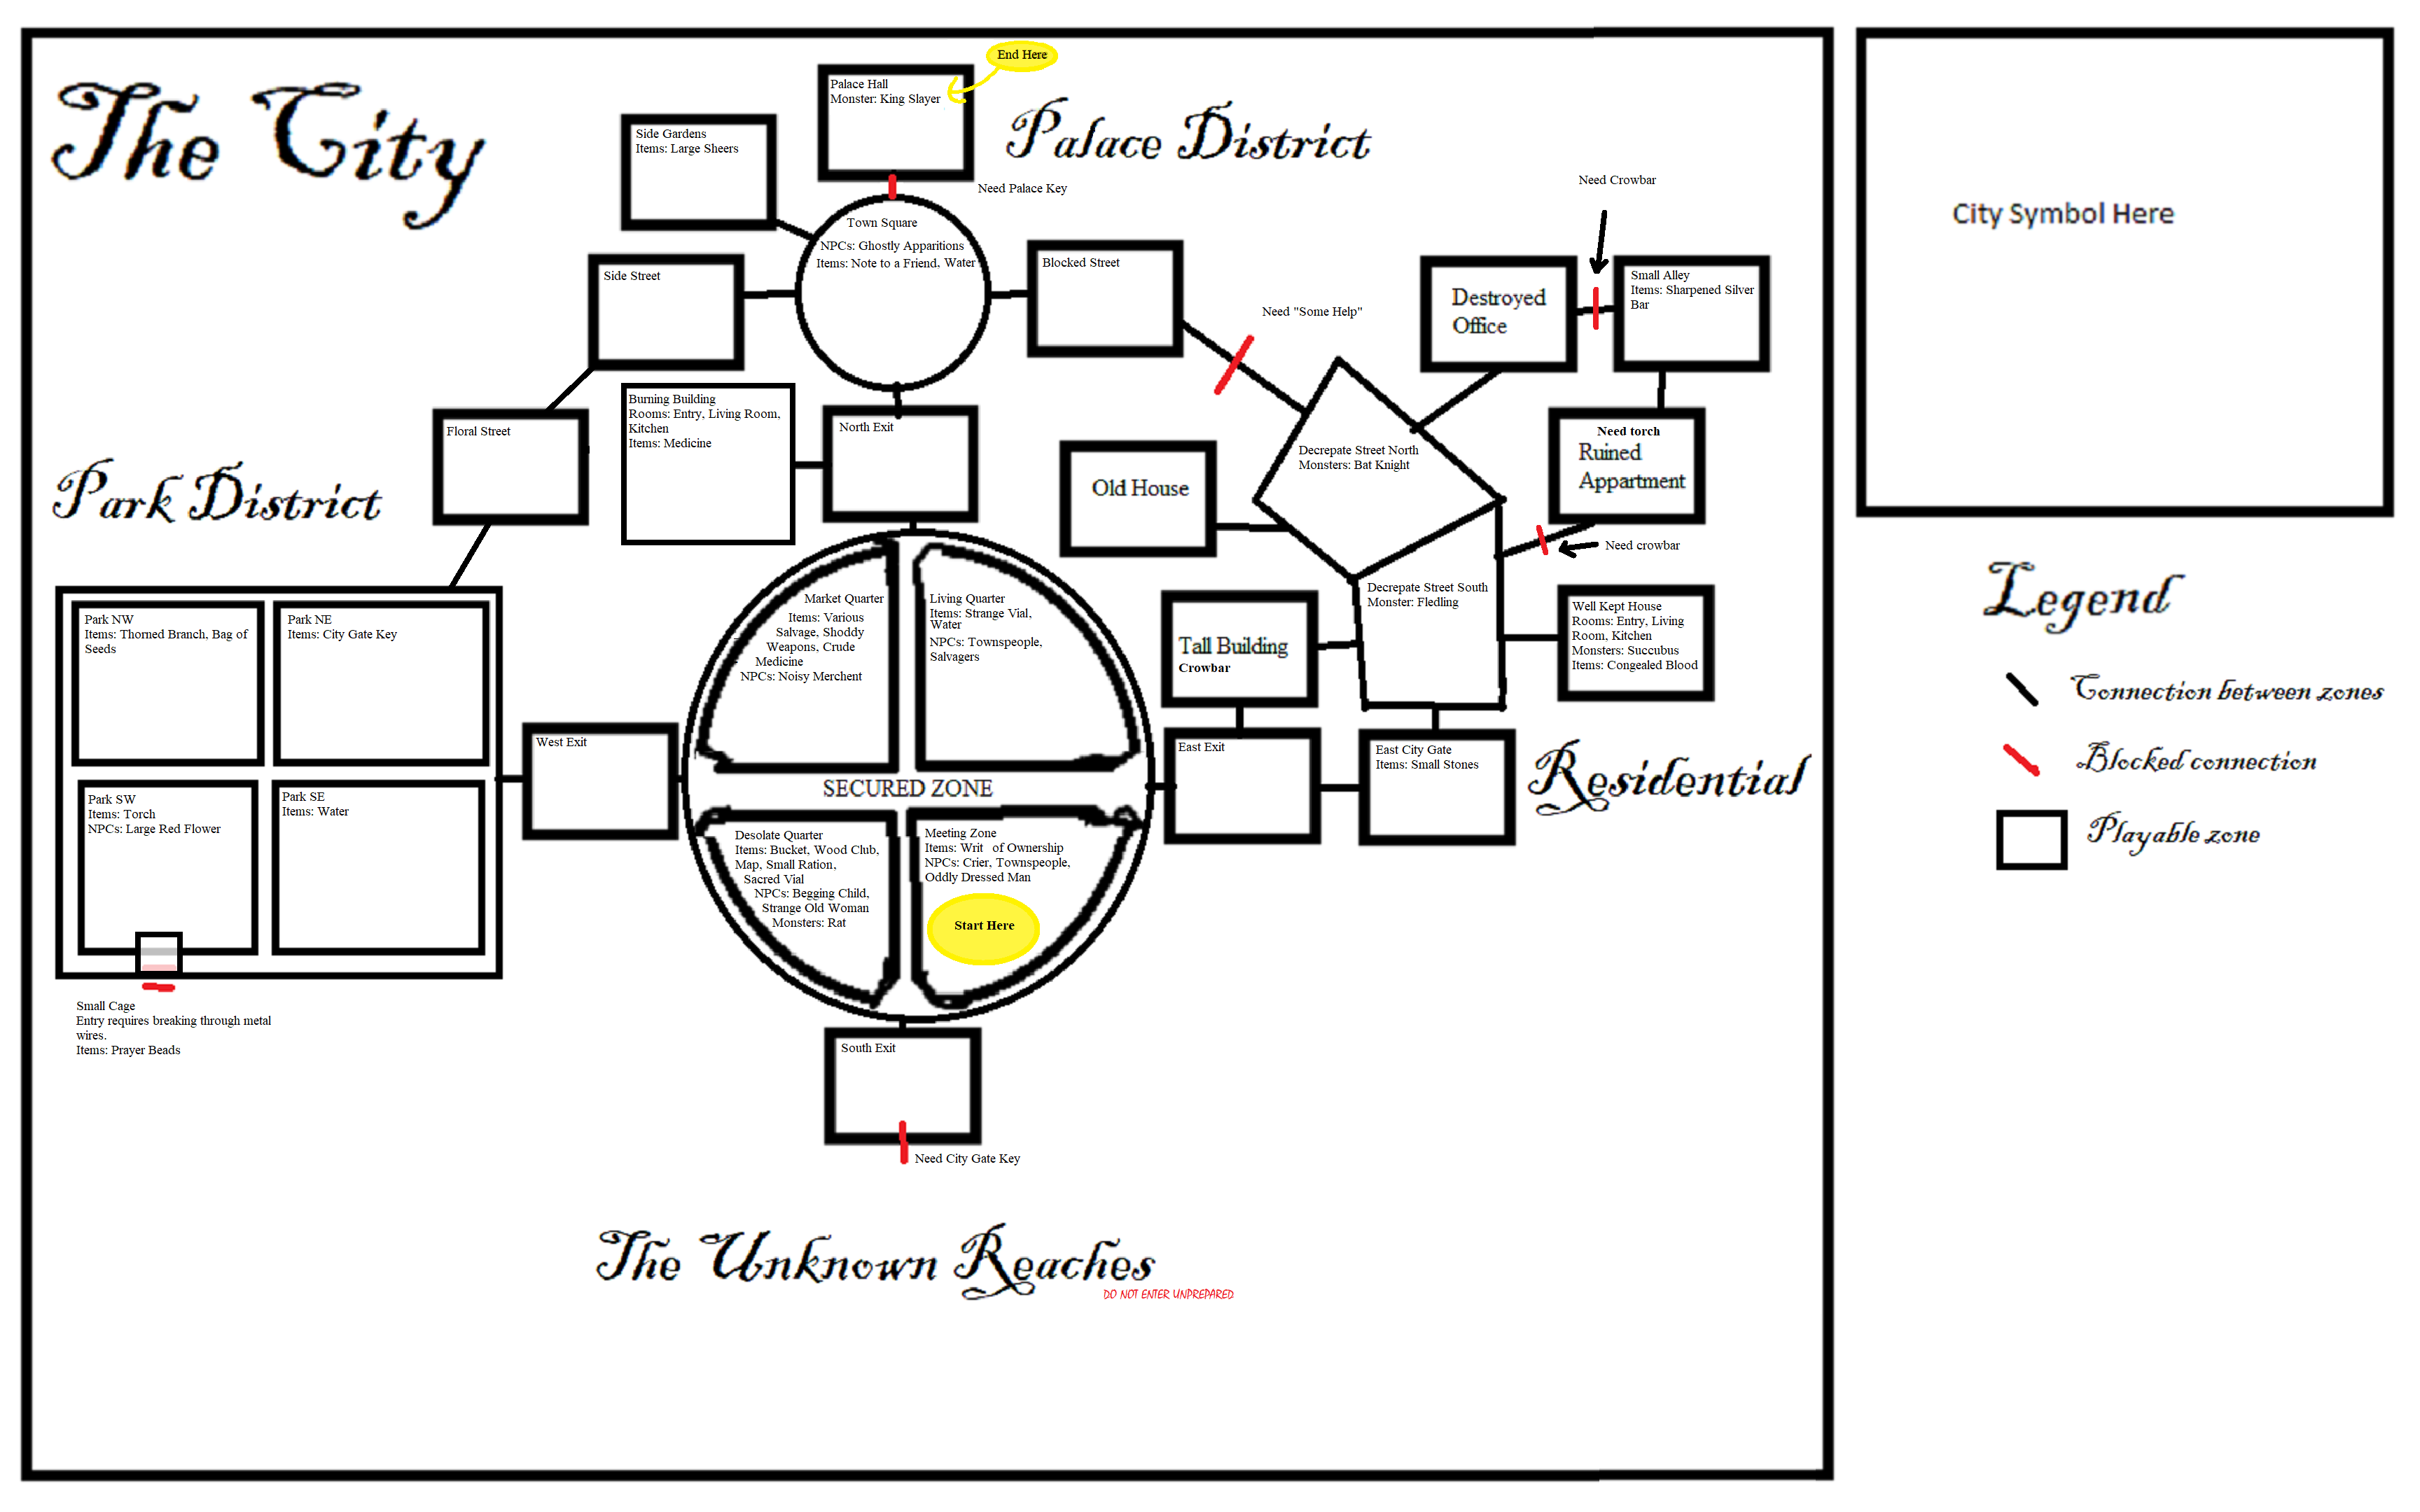 The City
End Here
Palace Hall
Monster: King Slayer
Palace District
Side Gardens
Items: Large Sheers
Need Palace Key
Town Square
NPCs: Ghostly Apparitions
Items: Note to a Friend, Water
Side Street
Blocked Street
Need "Some Help"
Need Crowbar
Destroyed
Office
Small Alley
Items: Sharpened Silver
Bar
City Symbol Here
Burning Building
Rooms: Entry, Living Room,
Kitchen
Items: Medicine
North Exit
Floral Street
Park District
Old House
Decrepate Street North
Monsters: Bat Knight
Need torch
Ruined
Appartment
Need crowbar
Decrepate Street South
Monster: Fledling
Tall Building
Crowbar
Well Kept House
Rooms: Entry, Living
Room, Kitchen
Monsters: Succubus
Items: Congealed Blood
East Exit
East City Gate
Items: Small Stones
Residential
Park NW
Items: Thorned Branch, Bag of
Seeds
Park NE
Items: City Gate Key
Park SW
Items: Torch
NPCs: Large Red Flower
Park SE
Items: Water
Small Cage
Entry requires breaking through metal
wires.
Items: Prayer Beads
West Exit
Market Quarter
Items: Various
Salvage, Shoddy
Weapons, Crude
Medicine
NPCs: Noisy Merchent
Living Quarter
Items: Strange Vial,
Water
NPCs: Townspeople,
Salvagers
SECURED ZONE
Desolate Quarter
Items: Bucket, Wood Club,
Map, Small Ration,
Sacred Vial
NPCs: Begging Child,
Strange Old Woman
Monsters: Rat
Meeting Zone
Items: Writ of Ownership
NPCs: Crier, Townspeople,
Oddly Dressed Man
Start Here
South Exit
Need City Gate Key
The Unknown Reaches
DO NOT ENTER UNPREPARED
Legend
Connection between zones
Blocked connection
Playable zone